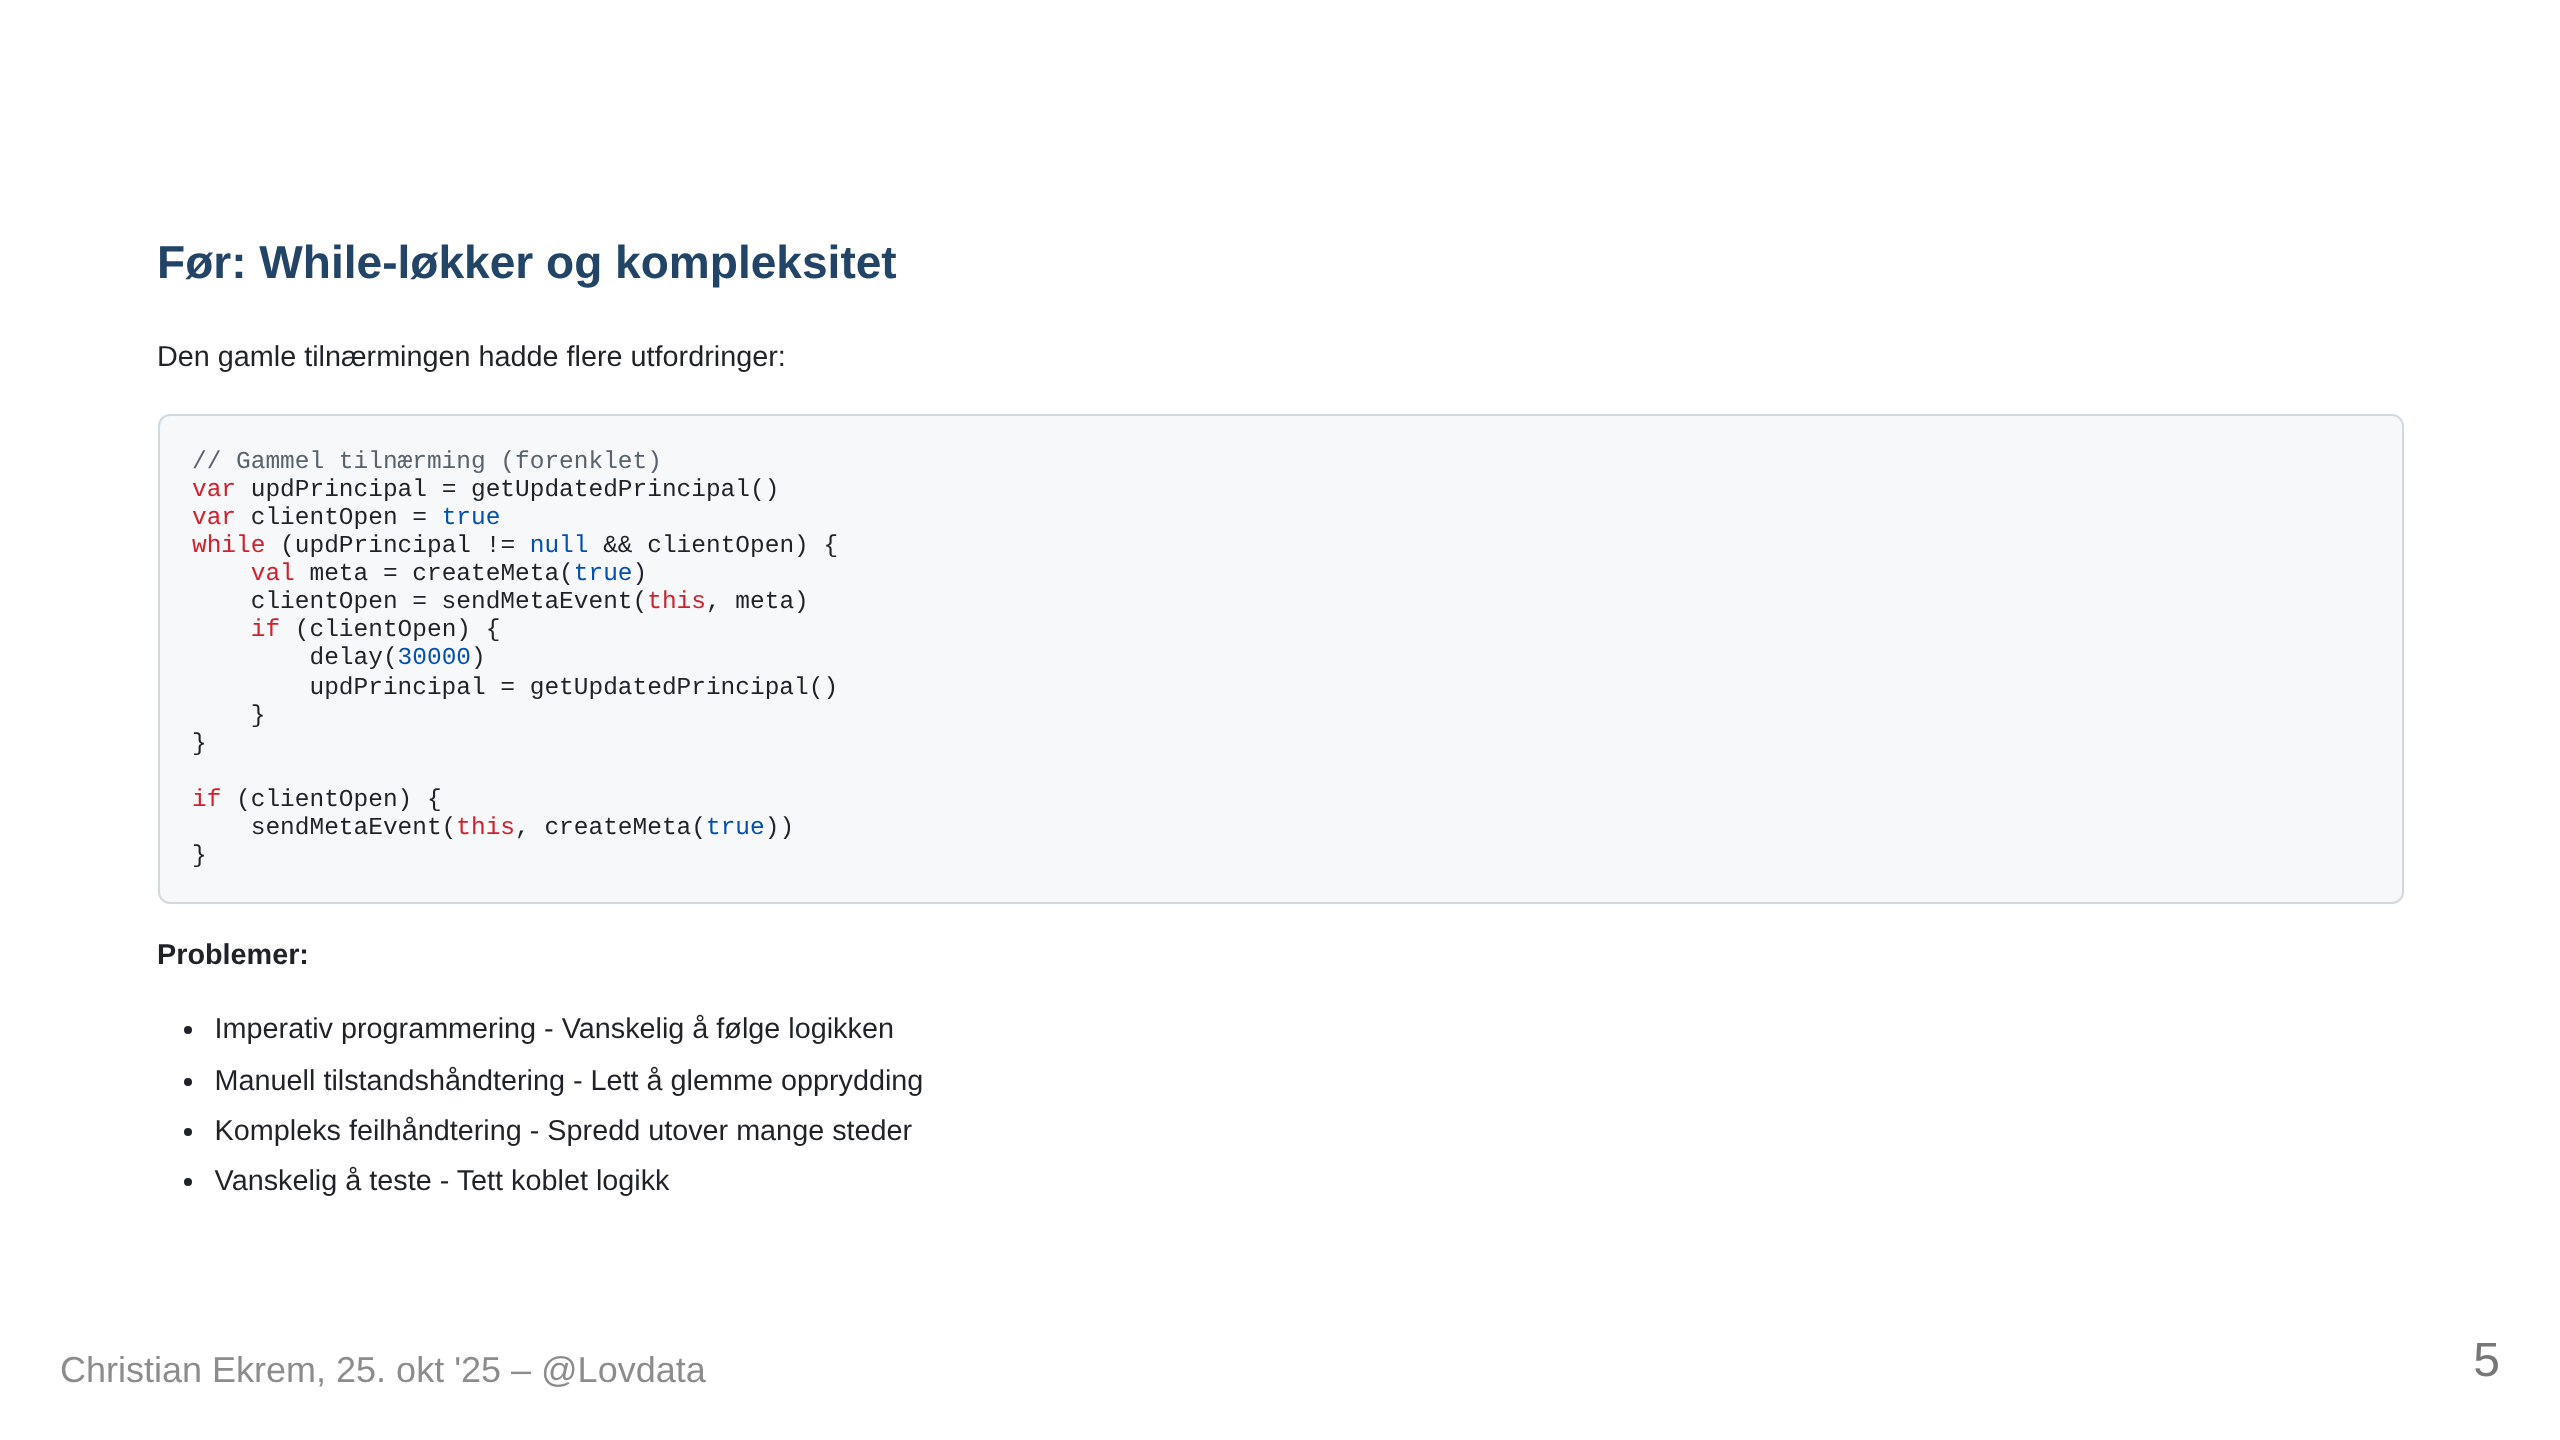 Før: While-løkker og kompleksitet
Den gamle tilnærmingen hadde flere utfordringer:
// Gammel tilnærming (forenklet)
var updPrincipal = getUpdatedPrincipal()
var clientOpen = true
while (updPrincipal != null && clientOpen) {
    val meta = createMeta(true)
    clientOpen = sendMetaEvent(this, meta)
    if (clientOpen) {
        delay(30000)
        updPrincipal = getUpdatedPrincipal()
    }
}

if (clientOpen) {
    sendMetaEvent(this, createMeta(true))
}
Problemer:
• Imperativ programmering - Vanskelig å følge logikken
• Manuell tilstandshåndtering - Lett å glemme opprydding
• Kompleks feilhåndtering - Spredd utover mange steder
• Vanskelig å teste - Tett koblet logikk
Christian Ekrem, 25. okt '25 – @Lovdata
5